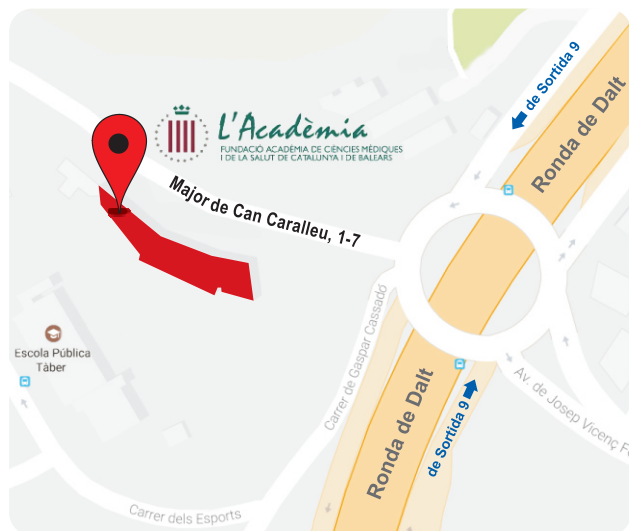 de Sortida 9
Ronda de Dalt
L'Acadèmia
FUNDACIÓ ACADÈMIA DE CIÈNCIES MÈDIQUES
I DE LA SALUT DE CATALUNYA I DE BALEARS
Major de Can Caralleu, 1-7
Escola Pública
Tàber
Carrer de Gaspar Cassadó
Av. de Josep Vicenç
Ronda de Dalt
de Sortida 9
Carrer dels Esports